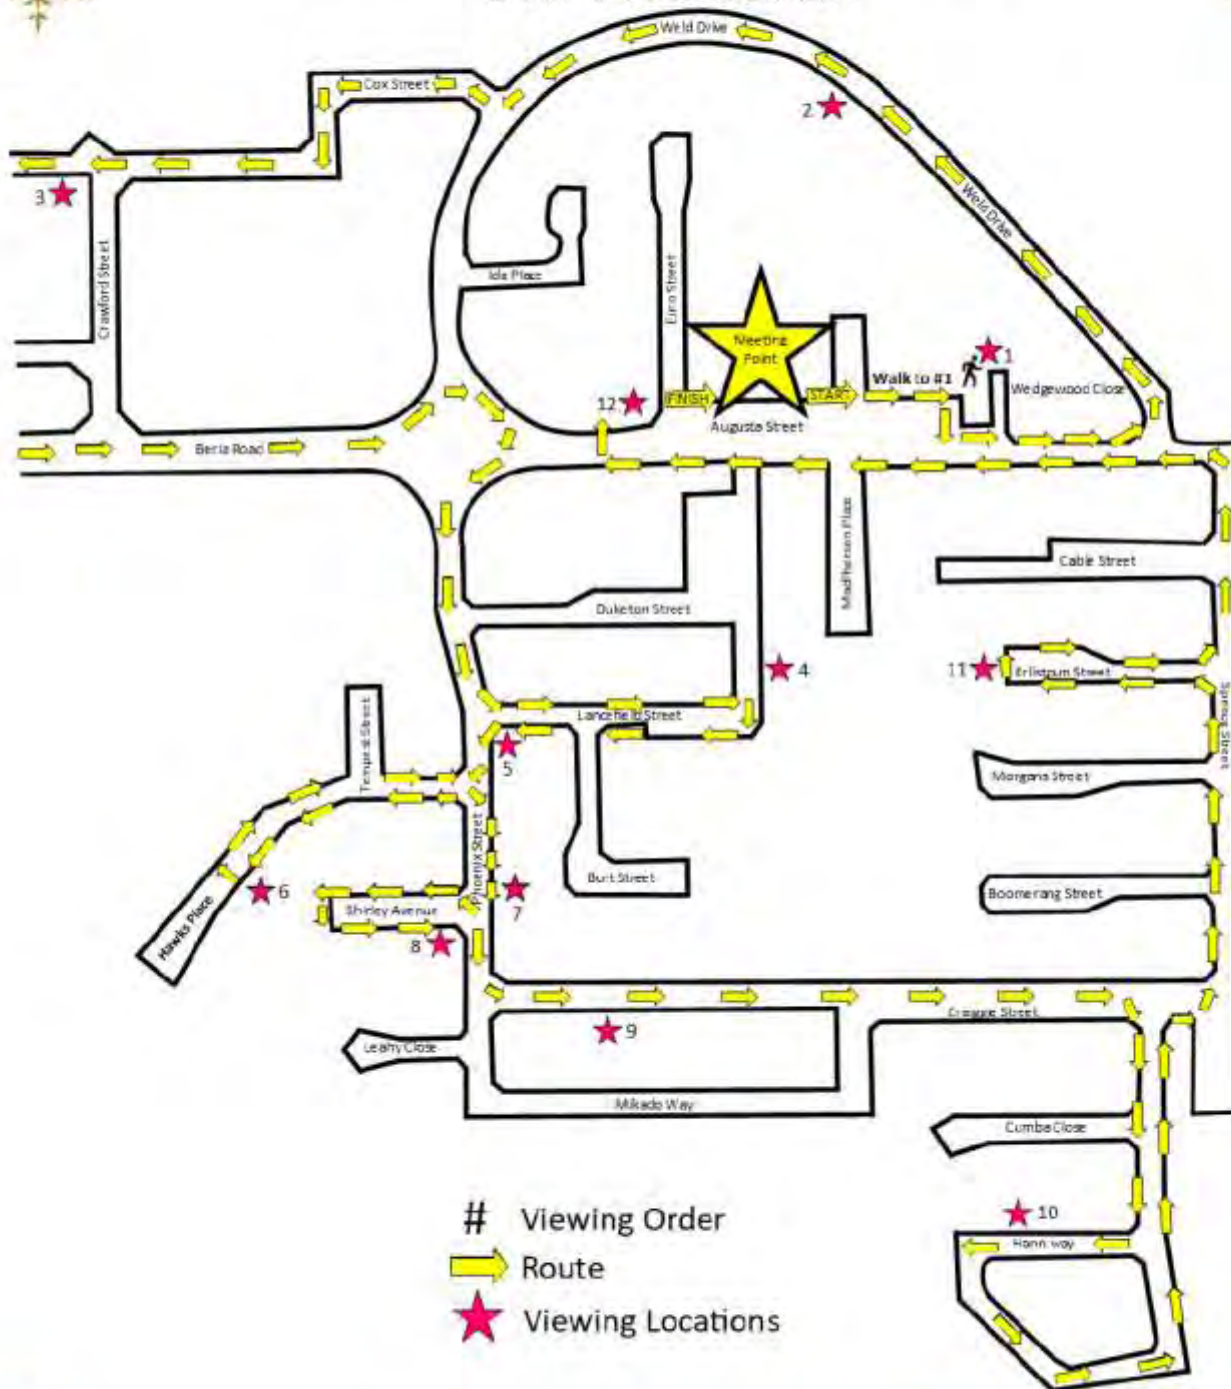 Weld Drive
Cox Street
2
3
Weld Drive
Crawford Street
Ida Place
Euro Street
Meeting
Point
1
Walk to #1
Wedgewood Close
12
FINISH
START
Augusta Street
Beria Road
MacPherson Place
Cable Street
Duketon Street
4
11
Erlistoun Street
Lancefield Street
Tempest Street
5
Morgans Street
Phoenix Street
Burt Street
6
7
Boomerang Street
Hawks Place
Shirley Avenue
8
9
Leahy Close
Mikado Way
Cumba Close
10
Hann way
# Viewing Order
Route
Viewing Locations